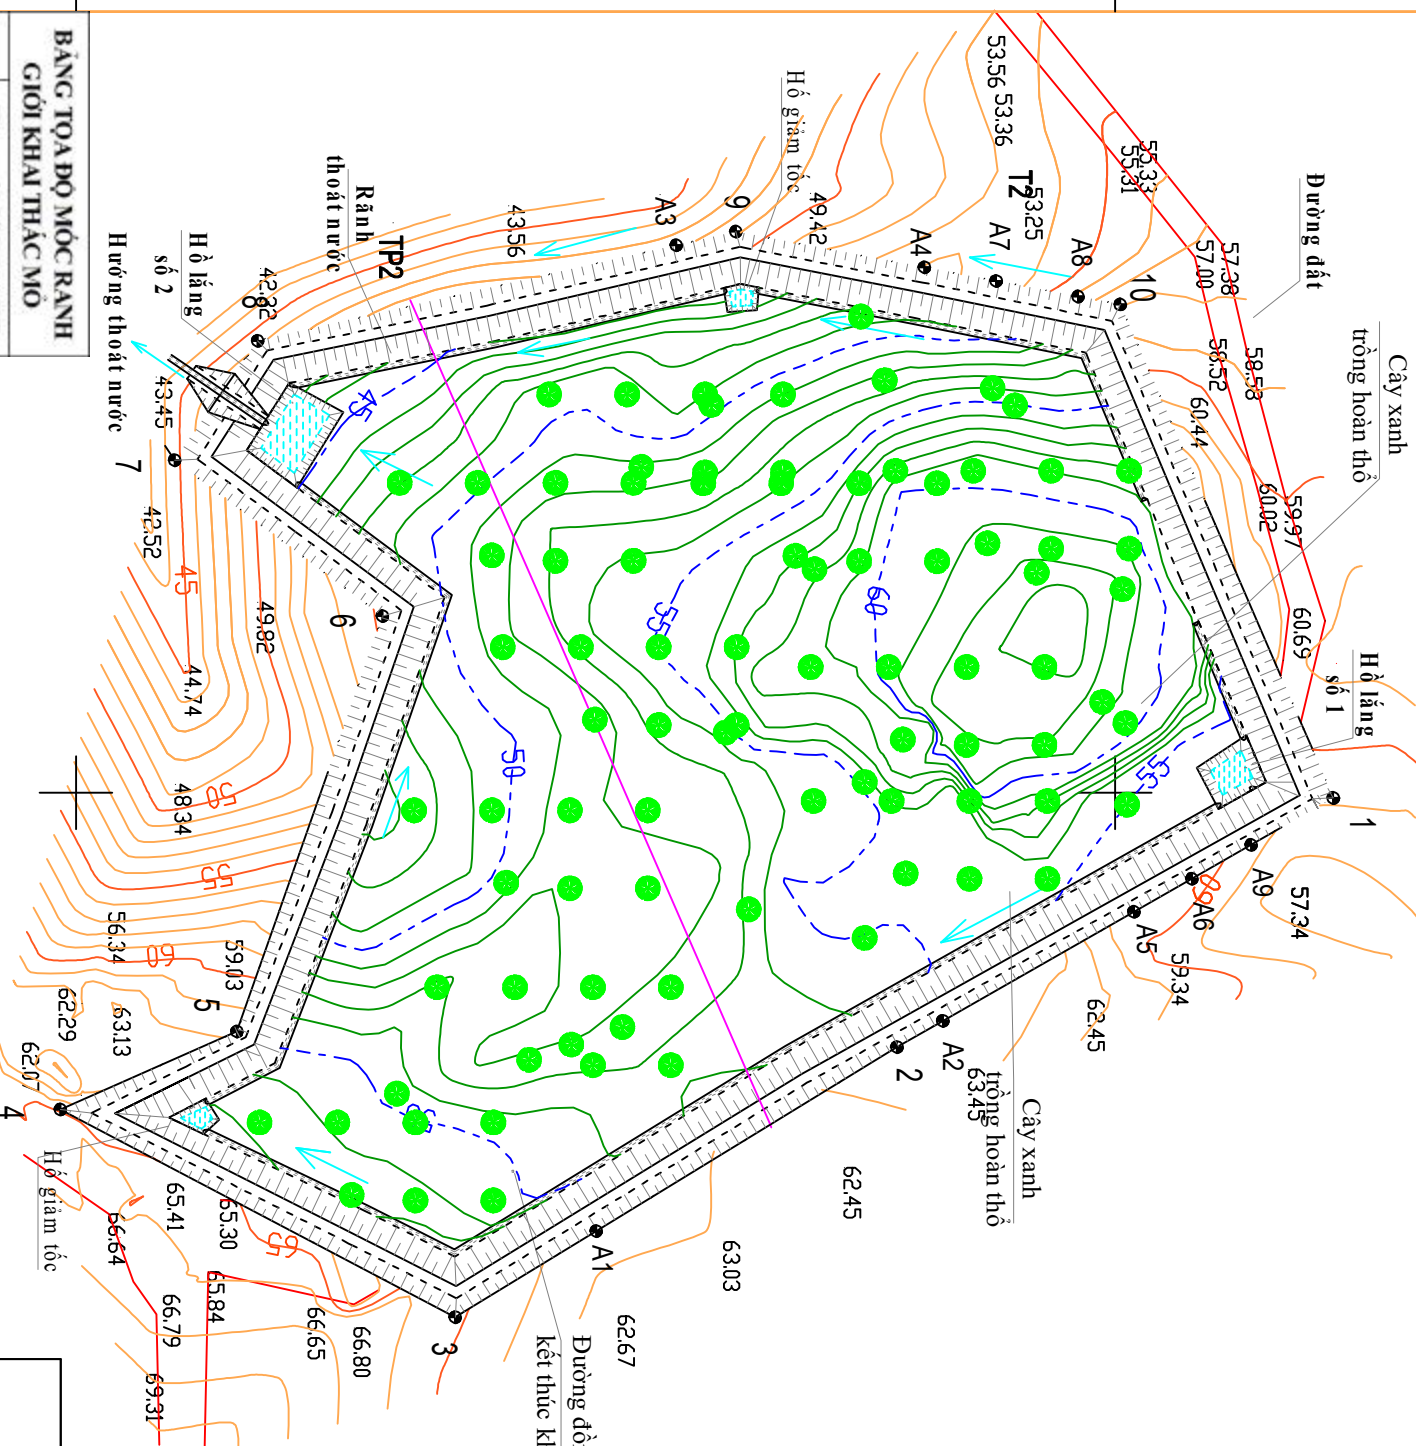 BẢNG TỌA ĐỘ MỐC RANH
GIỚI KHAI THÁC MỎ
Hướng thoát nước
Hồ lắng
số 2
Rãnh
thoát nước
TP2
T2
Hố giảm tốc
Đường đất
Cây xanh
trồng hoàn thổ
Hồ lắng
số 1
Cây xanh
trồng hoàn thổ
Hố giảm tốc
kết thúc
1
A9
A6
A5
A2
2
A1
3
4
5
6
7
8
A3
9
A4
A7
A8
10
53.56
53.36
53.25
55.33
55.31
57.38
57.00
58.53
58.52
60.44
59.97
60.02
60.69
49.42
43.56
42.22
43.45
42.52
45
49.82
44.74
48.34
50
55
56.34
60
59.03
62.29
63.13
62.07
57.34
59.34
62.45
63.45
62.45
63.03
62.67
65.41
65.30
65
66.64
65.84
66.79
66.65
66.80
69.31
45
50
55
60
55